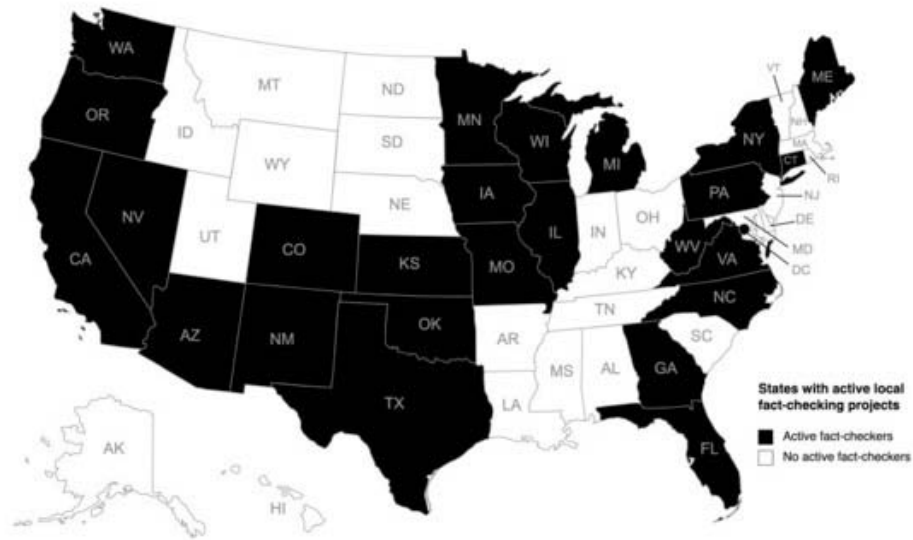 WA
OR
CA
NV
ID
MT
WY
UT
AZ
CO
NM
ND
SD
NE
KS
OK
TX
MN
IA
MO
AR
LA
WI
IL
MI
IN
OH
KY
TN
MS
AL
GA
FL
SC
NC
VA
WV
PA
NY
VT
NH
ME
MA
CT
RI
NJ
DE
MD
DC
AK
HI
States with active local
fact-checking projects
Active fact-checkers
No active fact-checkers